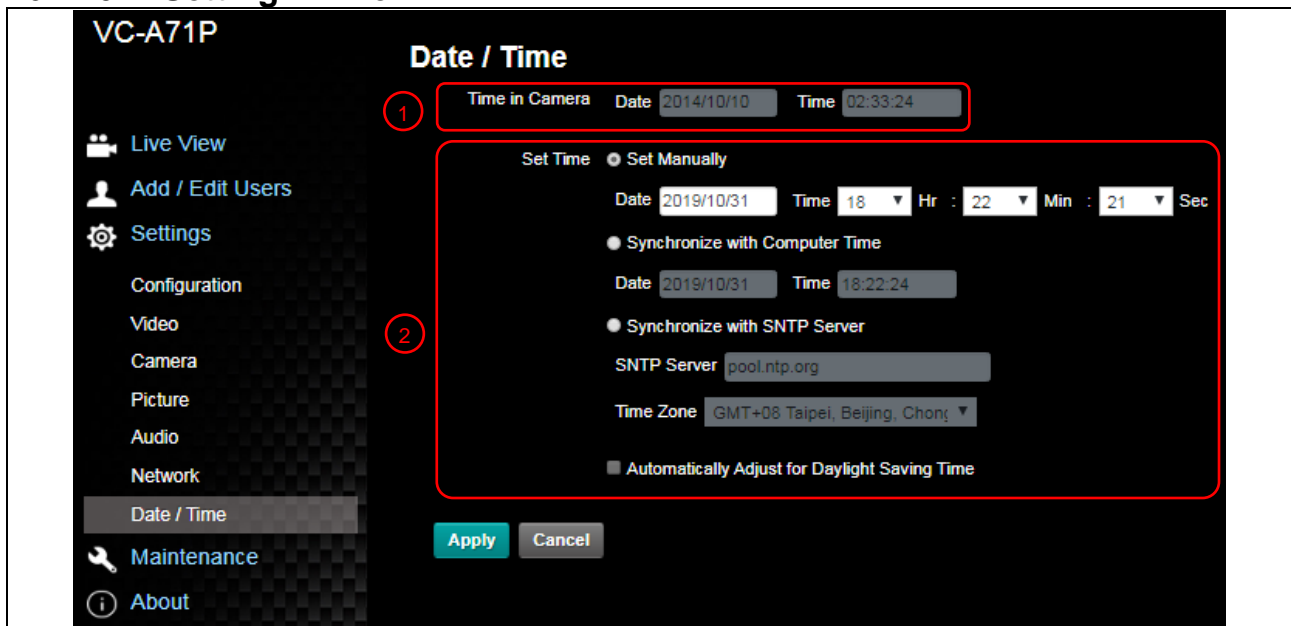 VC-A71P
Date / Time
1
Time in Camera Date 2014/10/10 Time 02:33:24
Live View
Add / Edit Users
Settings
Configuration
Video
Camera
Picture
Audio
Network
Date / Time
Maintenance
About
2
Set Time Set Manually
Date 2019/10/31 Time 18 Hr : 22 Min : 21 Sec
Synchronize with Computer Time
Date 2019/10/31 Time 18:22:24
Synchronize with SNTP Server
SNTP Server pool.ntp.org
Time Zone GMT+08 Taipei, Beijing, Chong
Automatically Adjust for Daylight Saving Time
Apply Cancel